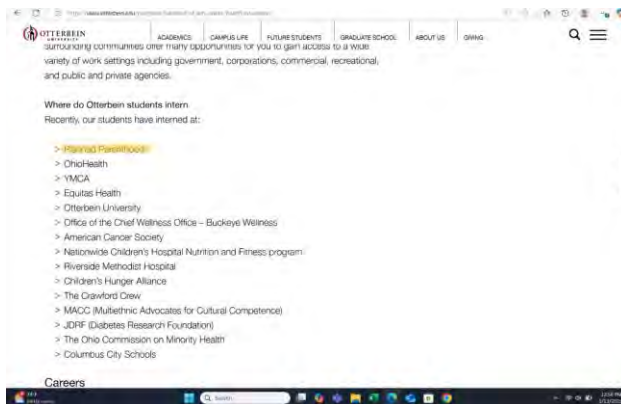 OTTERBEIN
UNIVERSITY
ACADEMICS CAMPUS LIFE FUTURE STUDENTS GRADUATE SCHOOL ABOUT US GIVING
surrounding communities offer many opportunities for you to gain access to a wide
variety of work settings including government, corporations, commercial, recreational,
and public and private agencies.
Where do Otterbein students intern
Recently, our students have interned at:
> Planned Parenthood
> OhioHealth
> YMCA
> Equitas Health
> Otterbein University
> Office of the Chief Wellness Office – Buckeye Wellness
> American Cancer Society
> Nationwide Children's Hospital Nutrition and Fitness program
> Riverside Methodist Hospital
> Children's Hunger Alliance
> The Crawford Crew
> MACC (Multiethnic Advocates for Cultural Competence)
> JDRF (Diabetes Research Foundation)
> The Ohio Commission on Minority Health
> Columbus City Schools
Careers
Search